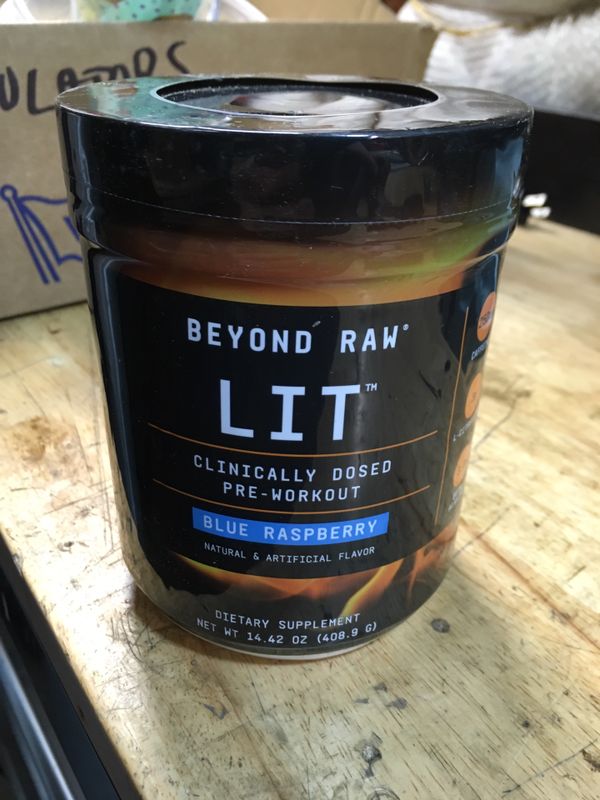 BEYOND RAW®
LIT™
CLINICALLY DOSED
PRE-WORKOUT
BLUE RASPBERRY
NATURAL & ARTIFICIAL FLAVOR
DIETARY SUPPLEMENT
NET WT 14.42 OZ (408.9 G)